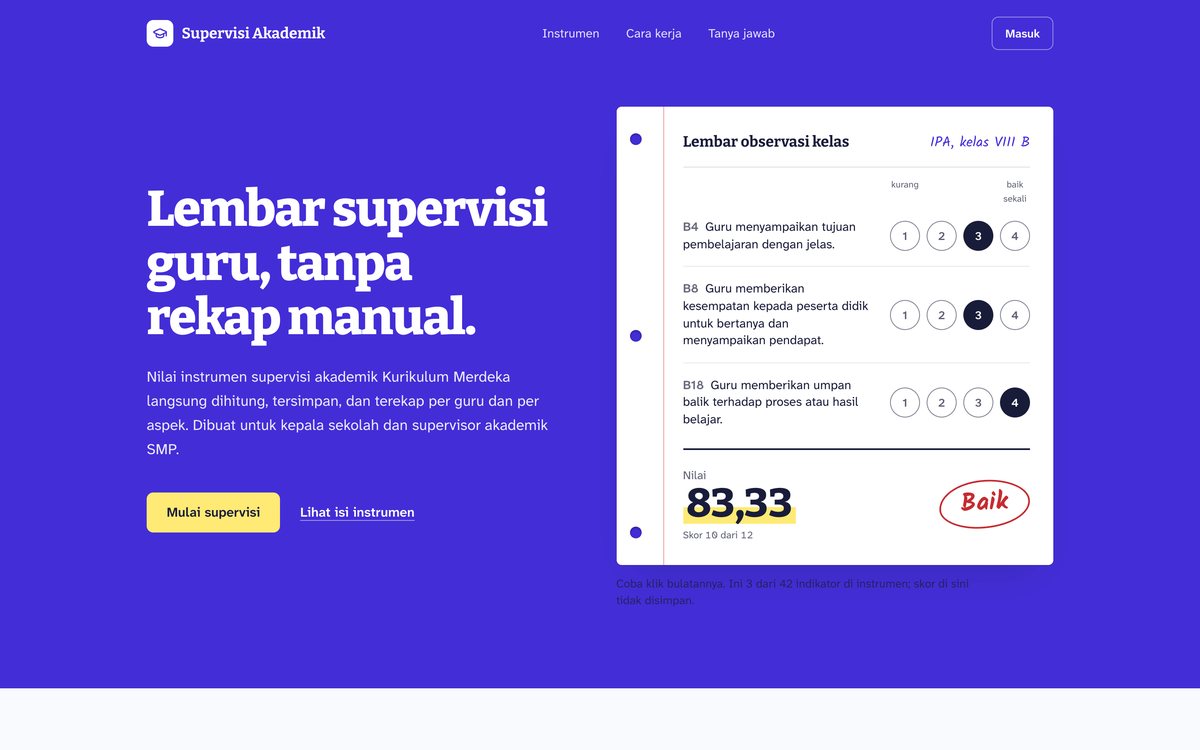 Supervisi Akademik
Instrumen
Cara kerja
Tanya jawab
Masuk
Lembar supervisi
guru, tanpa
rekap manual.
Nilai instrumen supervisi akademik Kurikulum Merdeka
langsung dihitung, tersimpan, dan terekap per guru dan per
aspek. Dibuat untuk kepala sekolah dan supervisor akademik
SMP.
Mulai supervisi
Lihat isi instrumen
Lembar observasi kelas
IPA, kelas VIII B
kurang
baik
sekali
B4 Guru menyampaikan tujuan
pembelajaran dengan jelas.
1 2 3 4
B8 Guru memberikan
kesempatan kepada peserta didik
untuk bertanya dan
menyampaikan pendapat.
1 2 3 4
B18 Guru memberikan umpan
balik terhadap proses atau hasil
belajar.
1 2 3 4
Nilai
83,33
Skor 10 dari 12
Baik
Coba klik bulatannya. Ini 3 dari 42 indikator di instrumen; skor di sini
tidak disimpan.